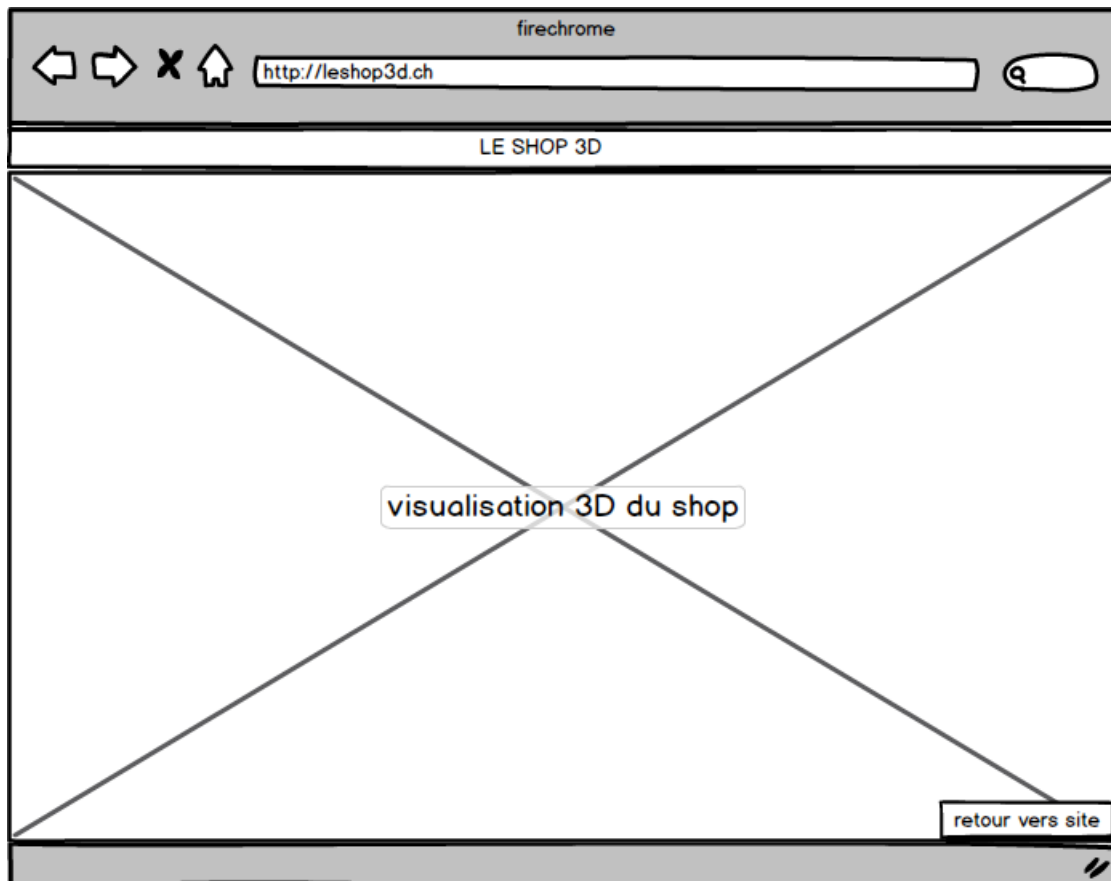 firechrome
http://leshop3d.ch
LE SHOP 3D
visualisation 3D du shop
retour vers site